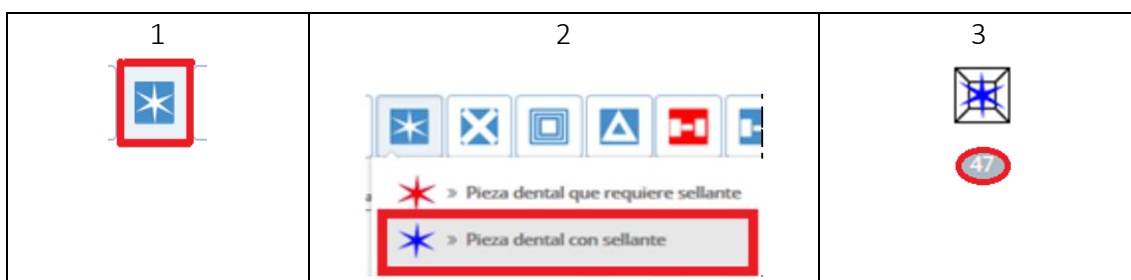 1
2
3
» Pieza dental que requiere sellante
» Pieza dental con sellante
47